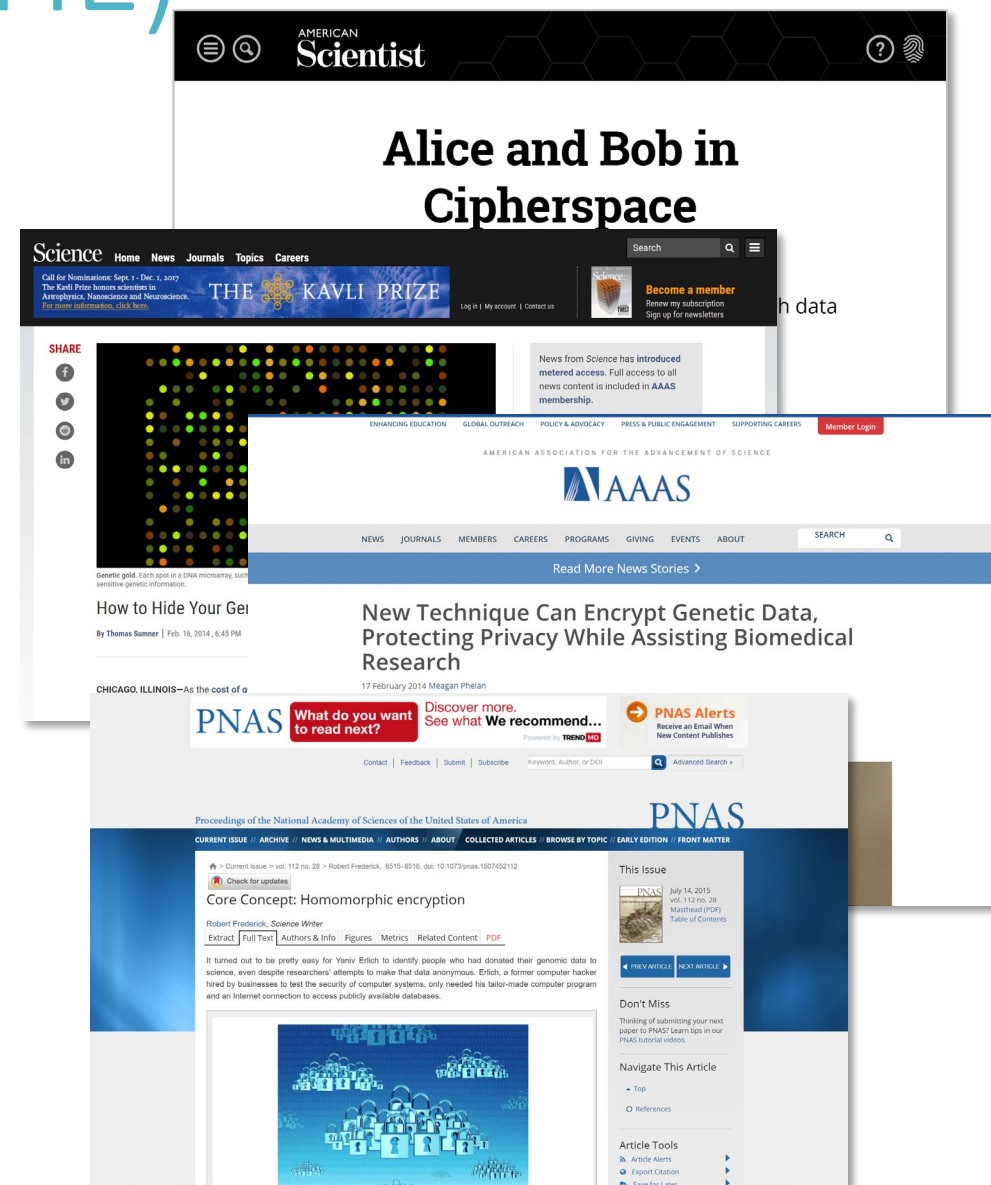 AMERICAN
Scientist
Alice and Bob in
Cipherspace
h data
Science Home News Journals Topics Careers
Search
Call for Nominations: Sept. 1 - Dec. 1, 2017
The Kavli Prize honors scientists in
Astrophysics, Nanoscience and Neuroscience.
For more information, click here.
THE KAVLI PRIZE
Log in | My account | Contact us
Science
Become a member
Renew my subscription
Sign up for newsletters
SHARE
News from Science has introduced
metered access. Full access to all
news content is included in AAAS
membership.
Genetic gold. Each spot in a DNA microarray, such
sensitive genetic information.
How to Hide Your Ge
By Thomas Sumner | Feb. 16, 2014 , 6:45 PM
CHICAGO, ILLINOIS—As the cost of g
ENHANCING EDUCATION GLOBAL OUTREACH POLICY & ADVOCACY PRESS & PUBLIC ENGAGEMENT SUPPORTING CAREERS Member Login
AMERICAN ASSOCIATION FOR THE ADVANCEMENT OF SCIENCE
AAAS
NEWS JOURNALS MEMBERS CAREERS PROGRAMS GIVING EVENTS ABOUT SEARCH
Read More News Stories >
New Technique Can Encrypt Genetic Data,
Protecting Privacy While Assisting Biomedical
Research
17 February 2014 Meagan Phelan
PNAS
What do you want
to read next?
Discover more.
See what We recommend...
Powered by TREND MD
PNAS Alerts
Receive an Email When
New Content Publishes
Contact | Feedback | Submit | Subscribe Keyword, Author, or DOI Advanced Search »
Proceedings of the National Academy of Sciences of the United States of America
PNAS
CURRENT ISSUE // ARCHIVE // NEWS & MULTIMEDIA // AUTHORS // ABOUT COLLECTED ARTICLES // BROWSE BY TOPIC // EARLY EDITION // FRONT MATTER
> Current Issue > vol. 112 no. 28 > Robert Frederick, 8515–8516, doi: 10.1073/pnas.1507452112
Check for updates
Core Concept: Homomorphic encryption
Robert Frederick, Science Writer
Extract Full Text Authors & Info Figures Metrics Related Content PDF
It turned out to be pretty easy for Yaniv Erlich to identify people who had donated their genomic data to
science, even despite researchers' attempts to make that data anonymous. Erlich, a former computer hacker
hired by businesses to test the security of computer systems, only needed his tailor-made computer program
and an Internet connection to access publicly available databases.
This Issue
PNAS
July 14, 2015
vol. 112 no. 28
Masthead (PDF)
Table of Contents
PREV ARTICLE NEXT ARTICLE
Don't Miss
Thinking of submitting your next
paper to PNAS? Learn tips in our
PNAS tutorial videos.
Navigate This Article
Top
References
Article Tools
Article Alerts
Export Citation
Save for Later